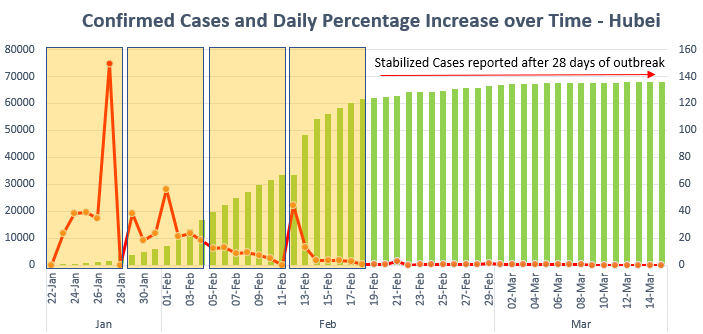 Confirmed Cases and Daily Percentage Increase over Time - Hubei
Stabilized Cases reported after 28 days of outbreak
80000
70000
60000
50000
40000
30000
20000
10000
0
160
140
120
100
80
60
40
20
0
22-Jan
24-Jan
26-Jan
28-Jan
30-Jan
01-Feb
03-Feb
05-Feb
07-Feb
09-Feb
11-Feb
13-Feb
15-Feb
17-Feb
19-Feb
21-Feb
23-Feb
25-Feb
27-Feb
29-Feb
02-Mar
04-Mar
06-Mar
08-Mar
10-Mar
12-Mar
14-Mar
Jan
Feb
Mar